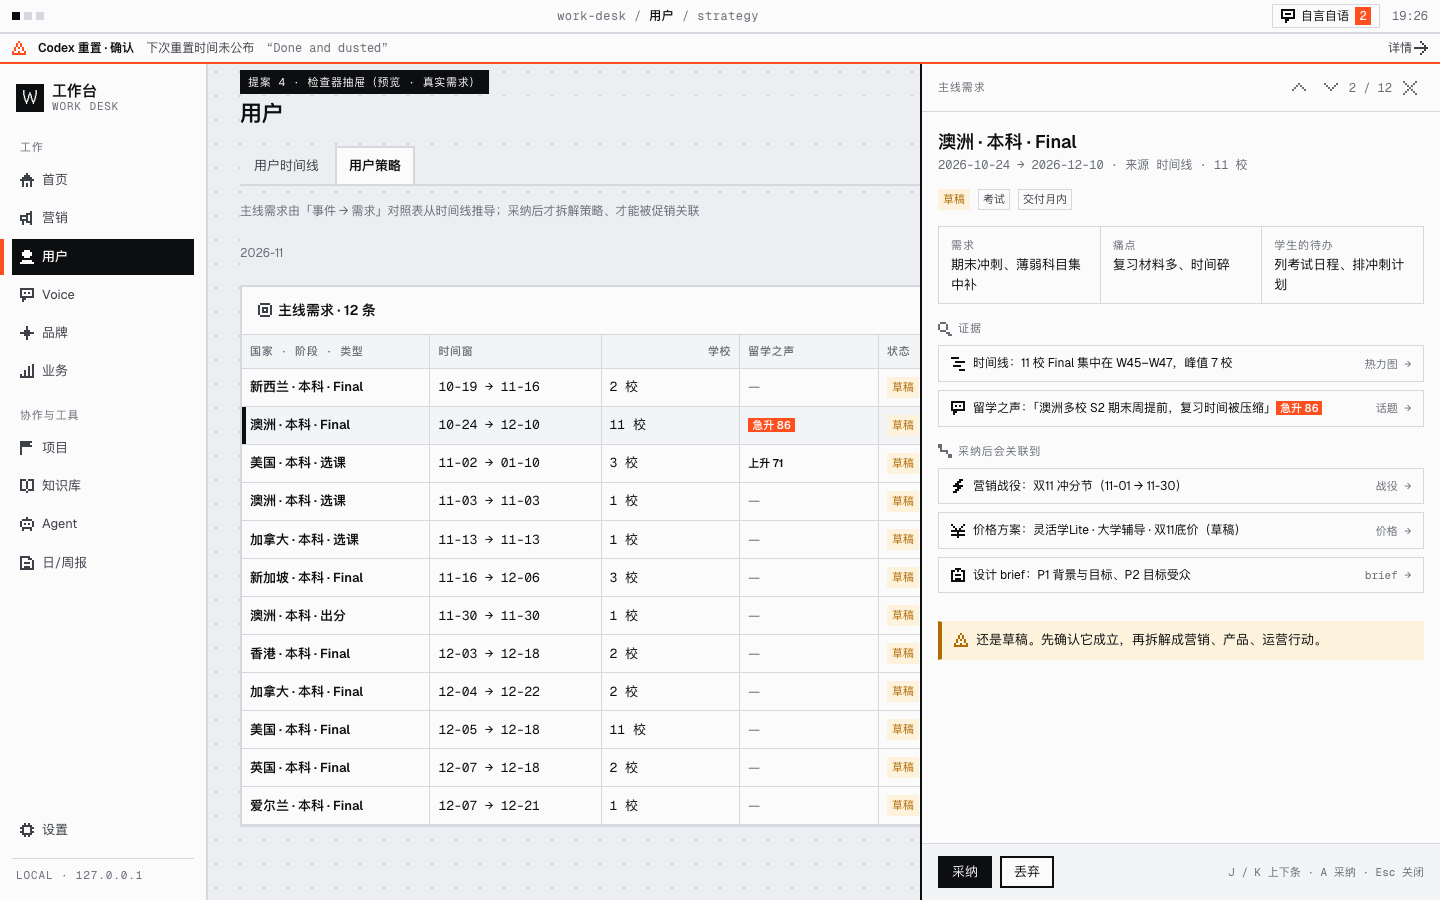 work-desk / 用户 / strategy
自言自语 2
19:26
Codex 重置·确认 下次重置时间未公布 “Done and dusted”
详情
W 工作台
WORK DESK
工作
首页
营销
用户
Voice
品牌
业务
协作与工具
项目
知识库
Agent
日/周报
设置
LOCAL · 127.0.0.1
提案 4 · 检查器抽屉（预览 · 真实需求）
用户
用户时间线 用户策略
主线需求由「事件 → 需求」对照表从时间线推导；采纳后才拆解策略、才能被促销关联
2026-11
主线需求 · 12 条
国家 · 阶段 · 类型 时间窗 学校 留学之声 状态
新西兰 · 本科 · Final 10-19 → 11-16 2 校 — 草稿
澳洲 · 本科 · Final 10-24 → 12-10 11 校 急升 86 草稿
美国 · 本科 · 选课 11-02 → 01-10 3 校 上升 71 草稿
澳洲 · 本科 · 选课 11-03 → 11-03 1 校 — 草稿
加拿大 · 本科 · 选课 11-13 → 11-13 1 校 — 草稿
新加坡 · 本科 · Final 11-16 → 12-06 3 校 — 草稿
澳洲 · 本科 · 出分 11-30 → 11-30 1 校 — 草稿
香港 · 本科 · Final 12-03 → 12-18 2 校 — 草稿
加拿大 · 本科 · Final 12-04 → 12-22 2 校 — 草稿
美国 · 本科 · Final 12-05 → 12-18 11 校 — 草稿
英国 · 本科 · Final 12-07 → 12-18 2 校 — 草稿
爱尔兰 · 本科 · Final 12-07 → 12-21 1 校 — 草稿
主线需求
2 / 12
澳洲 · 本科 · Final
2026-10-24 → 2026-12-10 · 来源 时间线 · 11 校
草稿 考试 交付月内
需求
期末冲刺、薄弱科目集
中补
痛点
复习材料多、时间碎
学生的待办
列考试日程、排冲刺计
划
证据
时间线：11 校 Final 集中在 W45–W47，峰值 7 校 热力图 →
留学之声：「澳洲多校 S2 期末周提前，复习时间被压缩」 急升 86 话题 →
采纳后会关联到
营销战役：双11 冲分节（11-01 → 11-30） 战役 →
价格方案：灵活学Lite · 大学辅导 · 双11底价（草稿） 价格 →
设计 brief：P1 背景与目标、P2 目标受众 brief →
还是草稿。先确认它成立，再拆解成营销、产品、运营行动。
采纳 丢弃
J / K 上下条 · A 采纳 · Esc 关闭